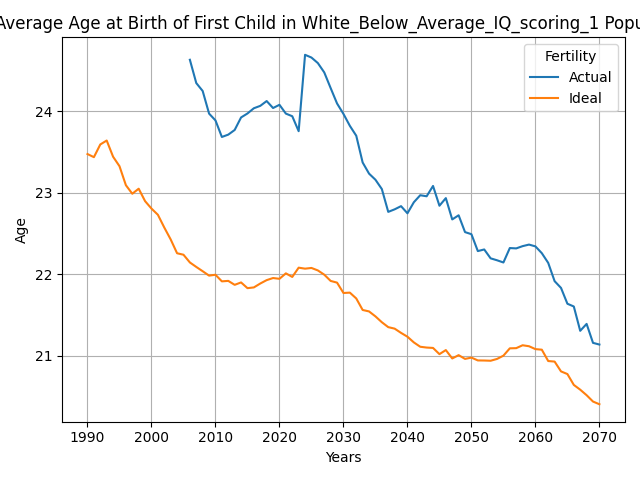 Average Age at Birth of First Child in White_Below_Average_IQ_scoring_1
Fertility
Actual
Ideal
24
23
22
21
Age
1990 2000 2010 2020 2030 2040 2050 2060 2070
Years